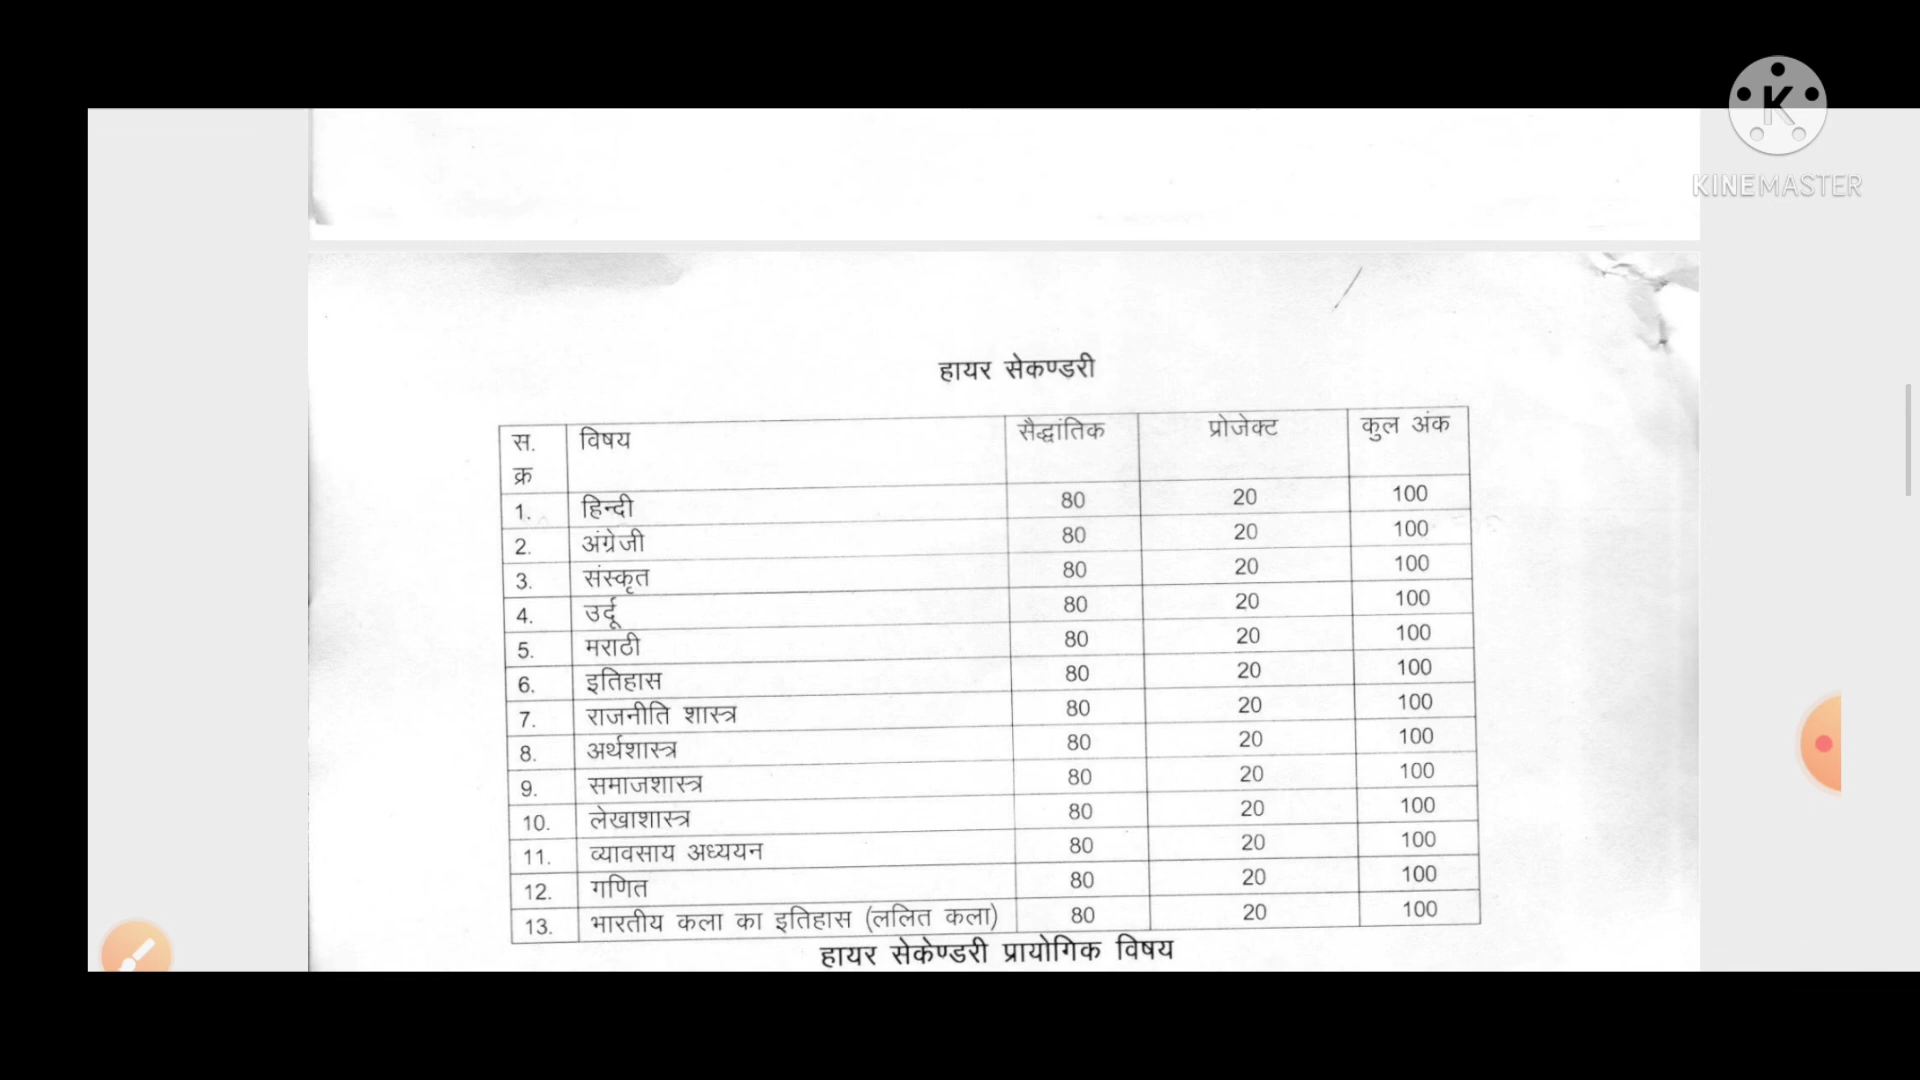 K
KINEMASTER
हायर सेकण्डरी
स. क्र विषय सैद्धांतिक प्रोजेक्ट कुल अंक
1. हिन्दी 80 20 100
2. अंग्रेजी 80 20 100
3. संस्कृत 80 20 100
4. उर्दू 80 20 100
5. मराठी 80 20 100
6. इतिहास 80 20 100
7. राजनीति शास्त्र 80 20 100
8. अर्थशास्त्र 80 20 100
9. समाजशास्त्र 80 20 100
10. लेखाशास्त्र 80 20 100
11. व्यावसाय अध्ययन 80 20 100
12. गणित 80 20 100
13. भारतीय कला का इतिहास (ललित कला) 80 20 100
हायर सेकेण्डरी प्रायोगिक विषय